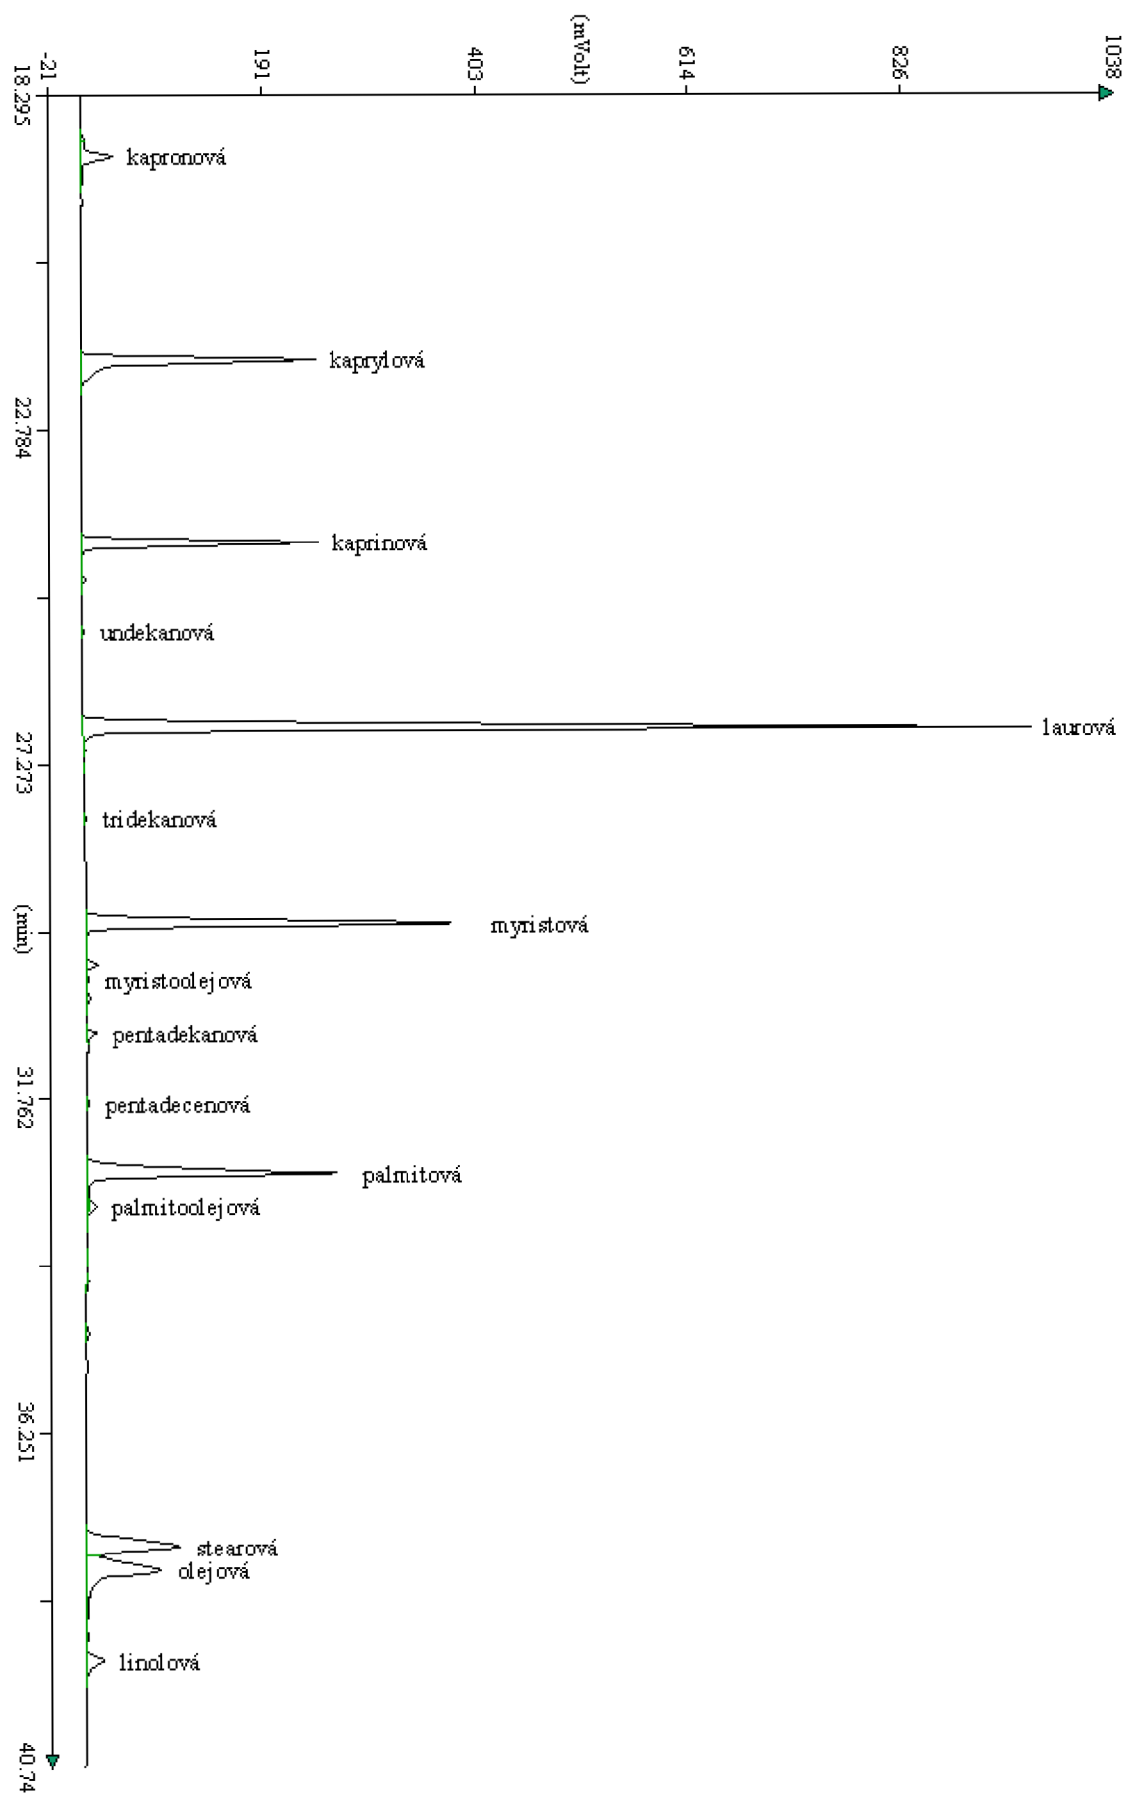 1038
826
614
(mVolt)
403
191
-21
18.295
22.784
27.273
(min)
31.762
36.251
40.74
kapronová
kaprylová
kaprinová
undekanová
laurová
tridekanová
myristová
myristoolejová
pentadekanová
pentadecenová
palmitová
palmitoolejová
stearová
olejová
linolová